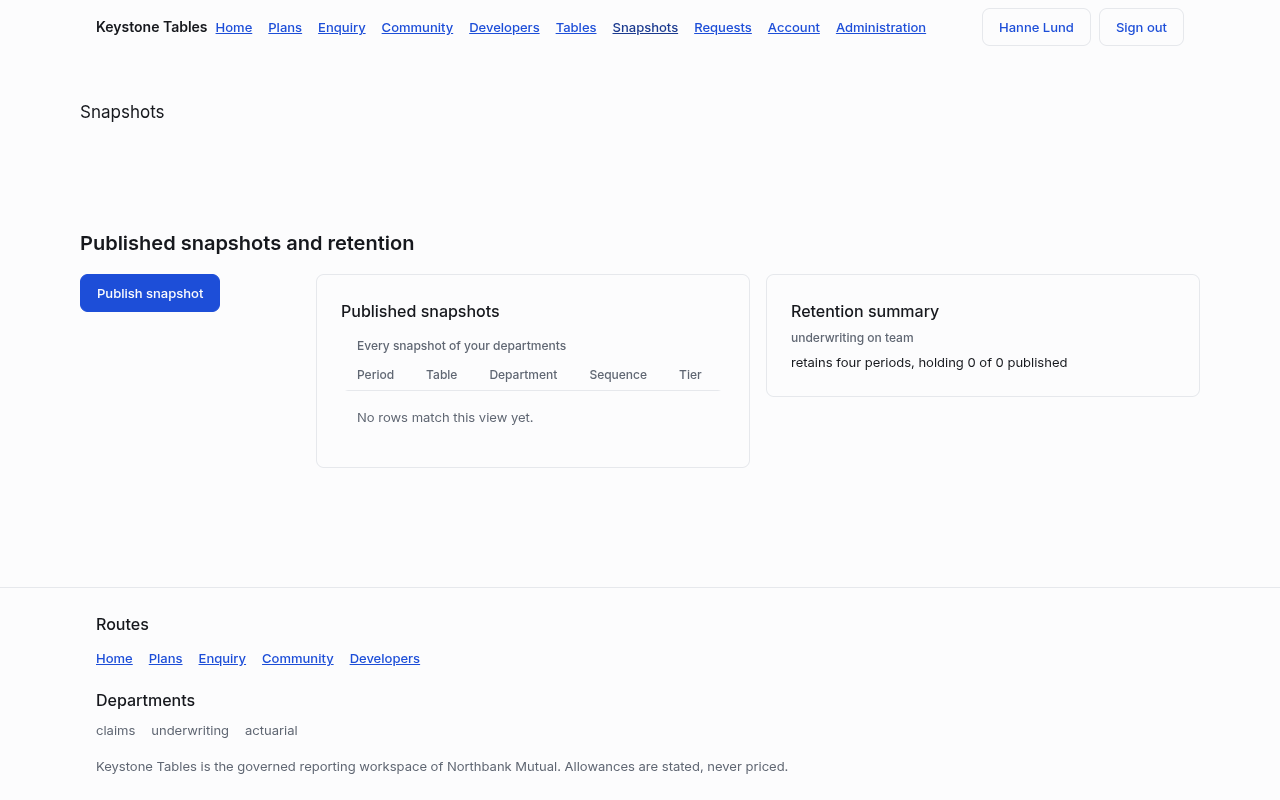 Keystone Tables Home Plans Enquiry Community Developers Tables Snapshots Requests Account Administration Hanne Lund Sign out
Snapshots
Published snapshots and retention
Publish snapshot
Published snapshots
Every snapshot of your departments
Period Table Department Sequence Tier
No rows match this view yet.
Retention summary
underwriting on team
retains four periods, holding 0 of 0 published
Routes
Home Plans Enquiry Community Developers
Departments
claims underwriting actuarial
Keystone Tables is the governed reporting workspace of Northbank Mutual. Allowances are stated, never priced.